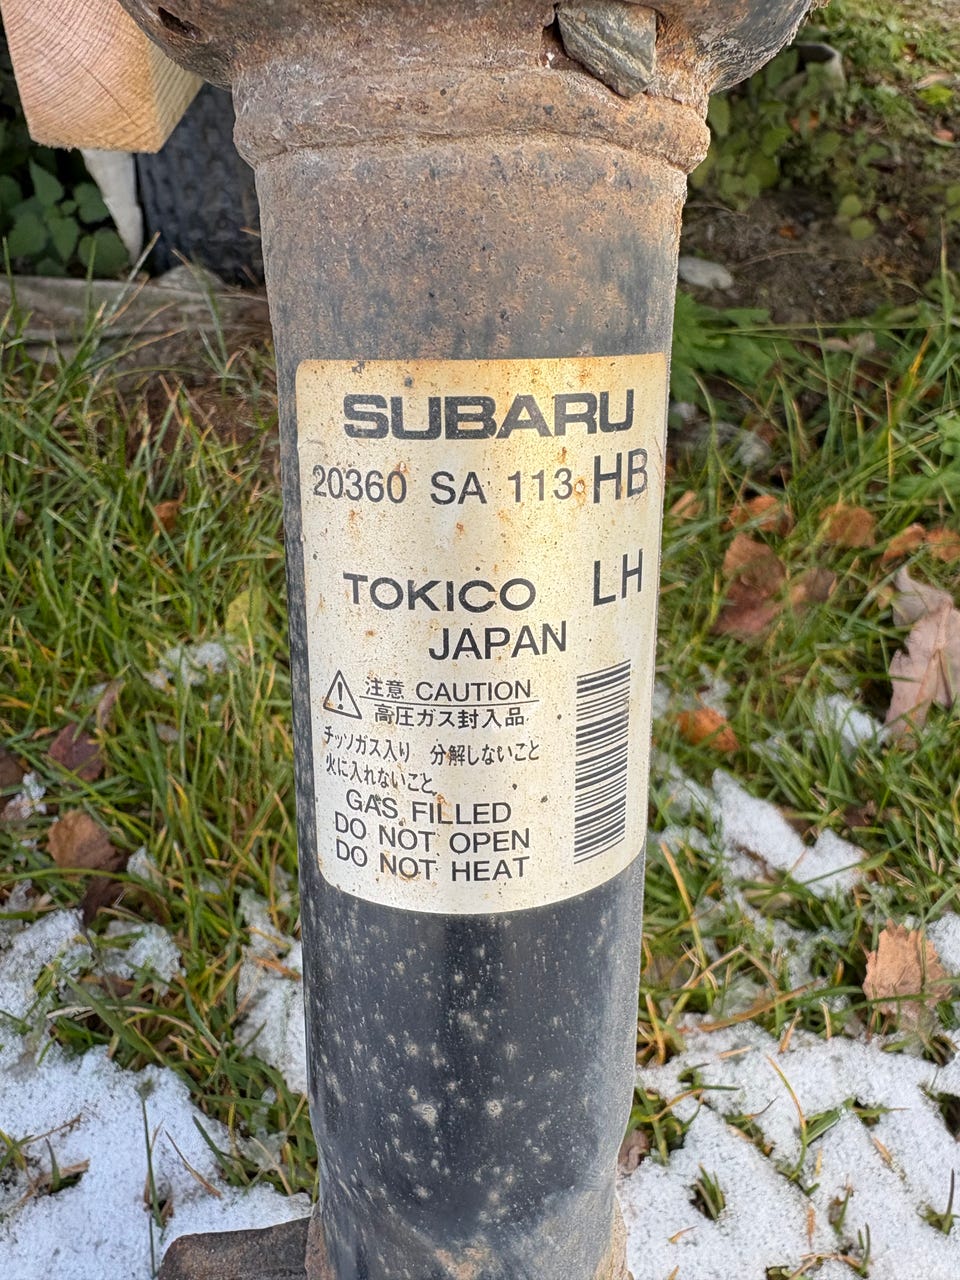 SUBARU
20360 SA 113 HB
TOKICO LH
JAPAN
注意 CAUTION
高圧ガス封入品
チッソガス入り 分解しないこと
火に入れないこと
GAS FILLED
DO NOT OPEN
DO NOT HEAT